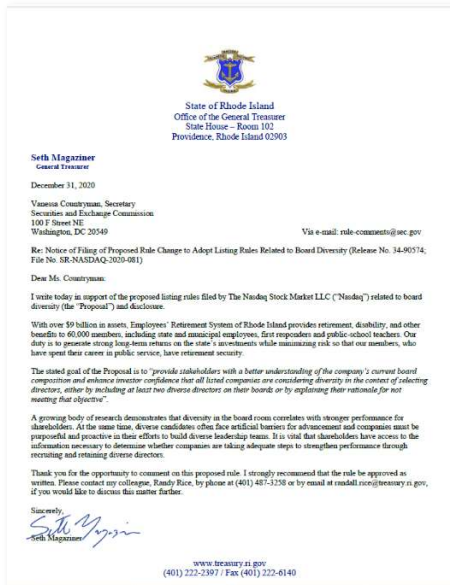 State of Rhode Island
Office of the General Treasurer
State House – Room 102
Providence, Rhode Island 02903
Seth Magaziner
General Treasurer
December 31, 2020
Vanessa Countryman, Secretary
Securities and Exchange Commission
100 F Street NE
Washington, DC 20549 Via e-mail: rule-comments@sec.gov
Re: Notice of Filing of Proposed Rule Change to Adopt Listing Rules Related to Board Diversity (Release No. 34-90574;
File No. SR-NASDAQ-2020-081)
Dear Ms. Countryman:
I write today in support of the proposed listing rules filed by The Nasdaq Stock Market LLC ("Nasdaq") related to board
diversity (the "Proposal") and disclosure.
With over $9 billion in assets, Employees' Retirement System of Rhode Island provides retirement, disability, and other
benefits to 60,000 members, including state and municipal employees, first responders and public-school teachers. Our
duty is to generate strong long-term returns on the state's investments while minimizing risk so that our members, who
have spent their career in public service, have retirement security.
The stated goal of the Proposal is to "provide stakeholders with a better understanding of the company's current board
composition and enhance investor confidence that all listed companies are considering diversity in the context of selecting
directors, either by including at least two diverse directors on their boards or by explaining their rationale for not
meeting that objective".
A growing body of research demonstrates that diversity in the board room correlates with stronger performance for
shareholders. At the same time, diverse candidates often face artificial barriers for advancement and companies must be
purposeful and proactive in their efforts to build diverse leadership teams. It is vital that shareholders have access to the
information necessary to determine whether companies are taking adequate steps to strengthen performance through
recruiting and retaining diverse directors.
Thank you for the opportunity to comment on this proposed rule. I strongly recommend that the rule be approved as
written. Please contact my colleague, Randy Rice, by phone at (401) 487-3258 or by email at randall.rice@treasury.ri.gov,
if you would like to discuss this matter further.
Sincerely,
Seth Magaziner
Seth Magaziner
www.treasury.ri.gov
(401) 222-2397 / Fax (401) 222-6140